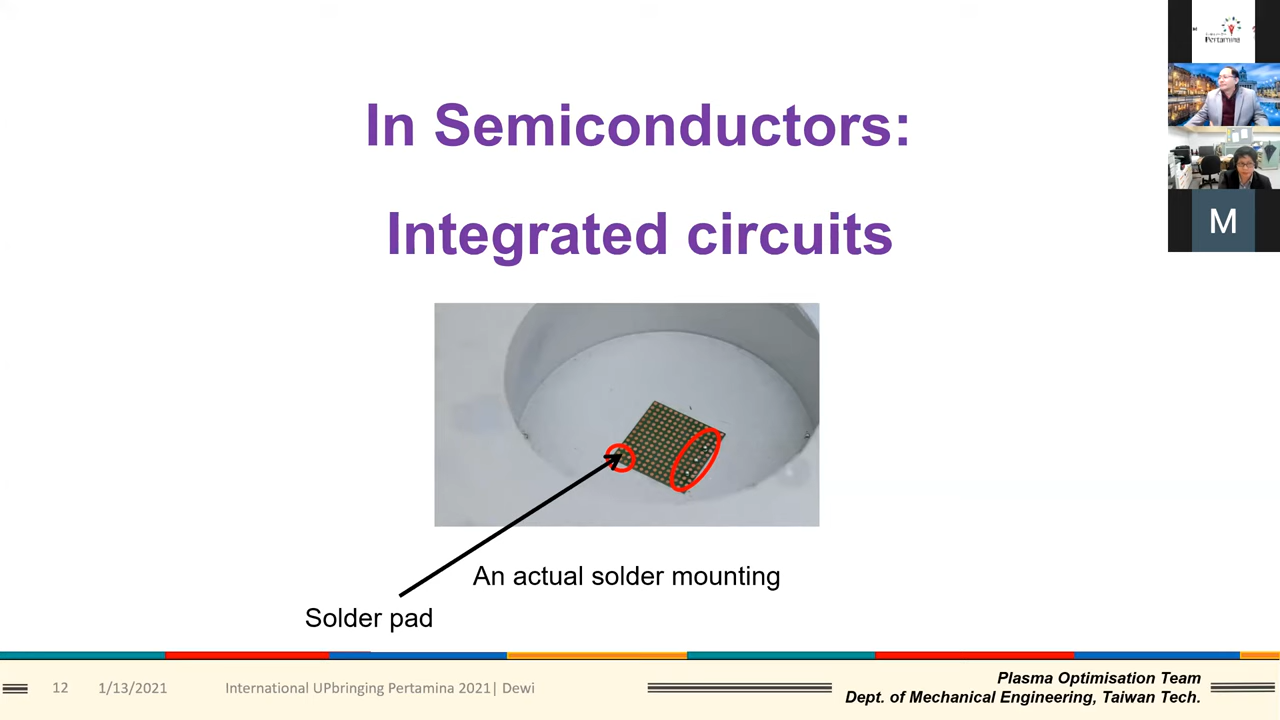 In Semiconductors:
Integrated circuits
An actual solder mounting
Solder pad
12
1/13/2021
International UPbringing Pertamina 2021| Dewi
Plasma Optimisation Team
Dept. of Mechanical Engineering, Taiwan Tech.
Pertamina
M